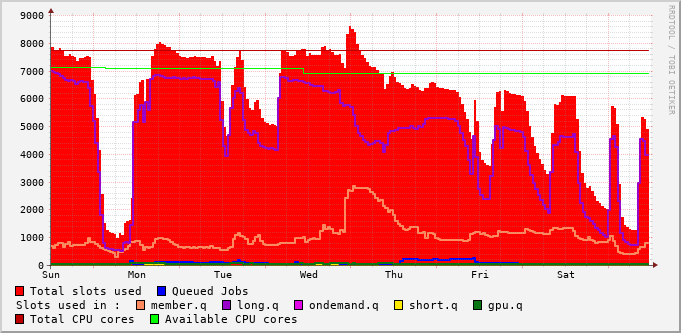 RRDTOOL / TOBI OETIKER
9000
8000
7000
6000
5000
4000
3000
2000
1000
0
Sun Mon Tue Wed Thu Fri Sat
Total slots used Queued Jobs
Slots used in : member.q long.q ondemand.q short.q gpu.q
Total CPU cores Available CPU cores